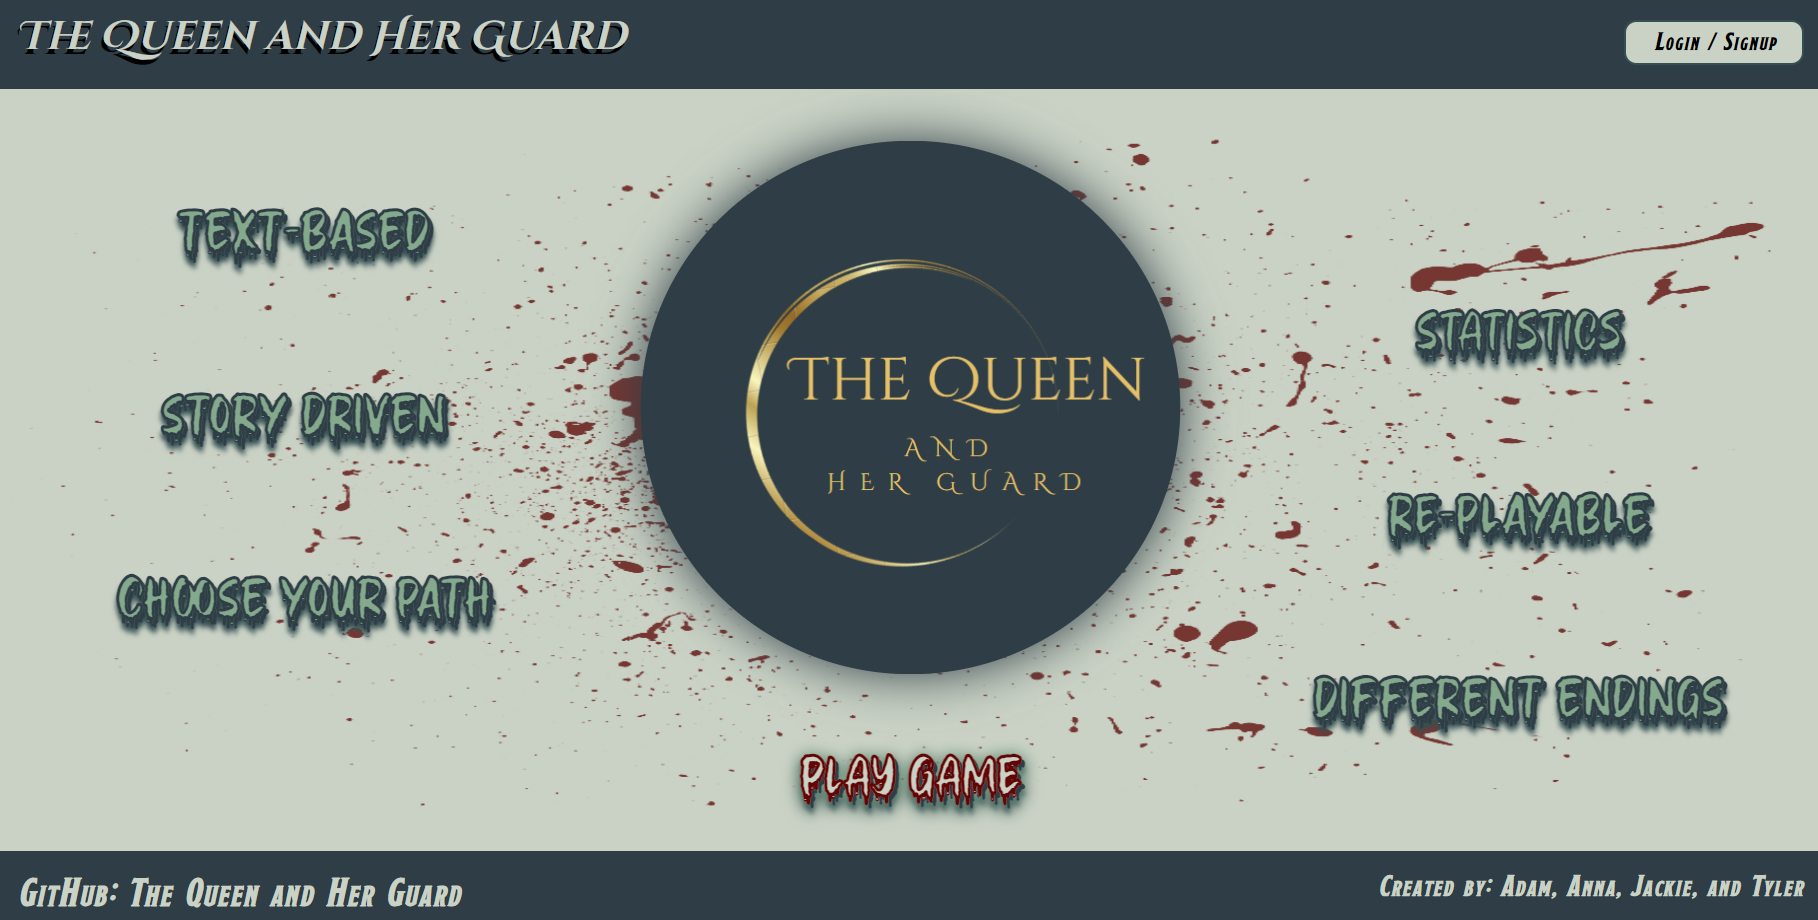 The Queen and Her Guard
Login / Signup
TEXT-BASED
STORY DRIVEN
CHOOSE YOUR PATH
THE QUEEN
AND
HER GUARD
STATISTICS
RE-PLAYABLE
DIFFERENT ENDINGS
PLAY GAME
GitHub: The Queen and Her Guard
Created by: Adam, Anna, Jackie, and Tyler